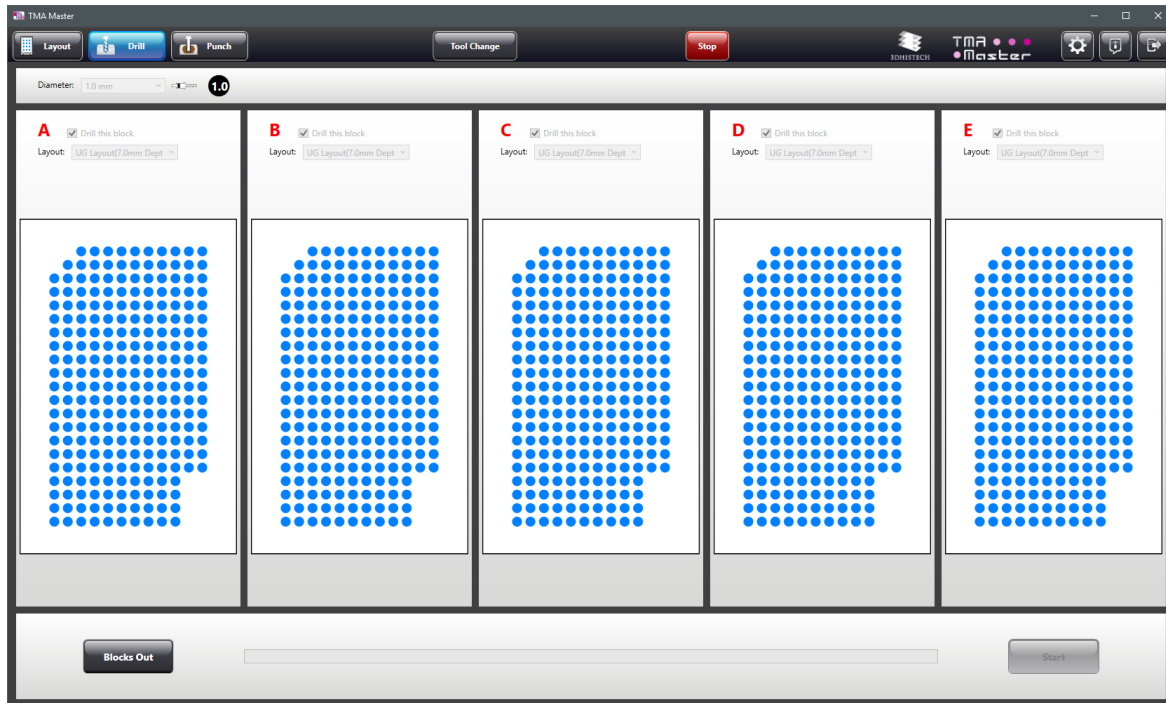 TMA Master
Layout
Drill
Punch
Tool Change
Stop
3DHISTECH
TMA
Master
Diameter: 1.0 mm
1.0
A Drill this block
Layout: UG Layout(7.0mm Dept
B Drill this block
Layout: UG Layout(7.0mm Dept
C Drill this block
Layout: UG Layout(7.0mm Dept
D Drill this block
Layout: UG Layout(7.0mm Dept
E Drill this block
Layout: UG Layout(7.0mm Dept
Blocks Out
Start